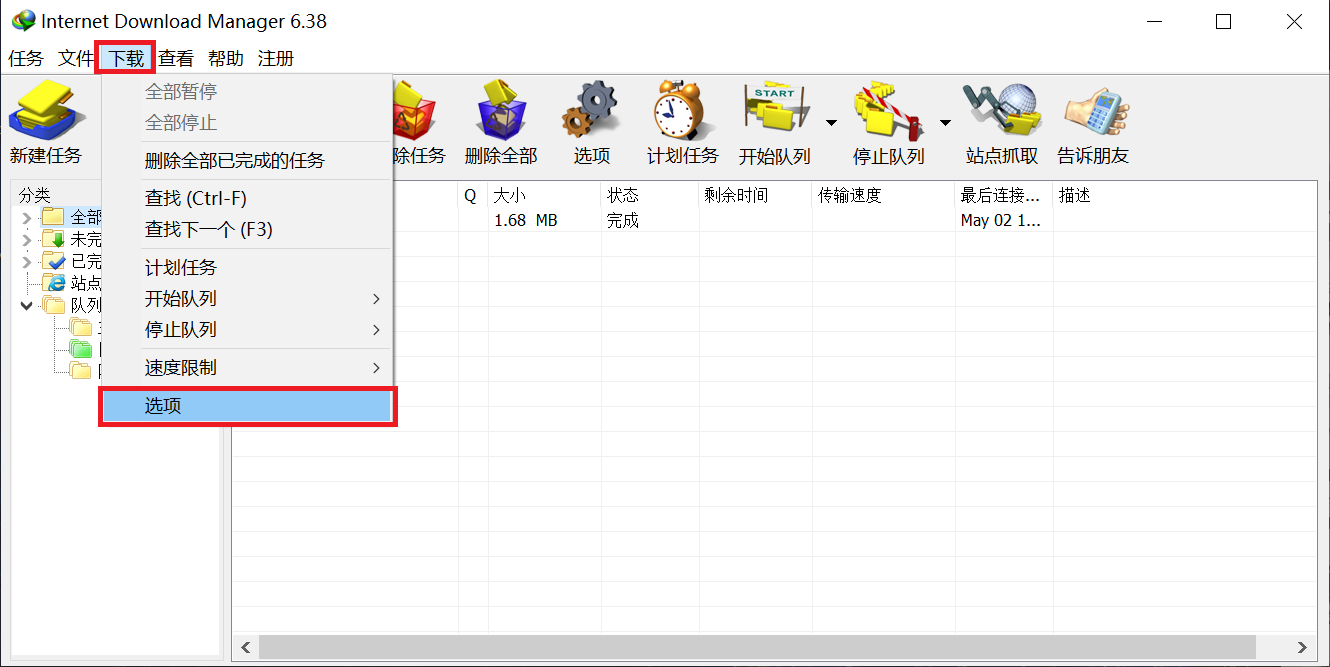 Internet Download Manager 6.38
任务 文件 下载 查看 帮助 注册
全部暂停
全部停止
删除全部已完成的任务
查找 (Ctrl-F)
查找下一个 (F3)
计划任务
开始队列
停止队列
速度限制
选项
新建任务 除任务 删除全部 选项 计划任务 START 开始队列 停止队列 站点抓取 告诉朋友
分类
全部
未完
已完
站点
队列
Q 大小 状态 剩余时间 传输速度 最后连接... 描述
1.68 MB 完成 May 02 1...